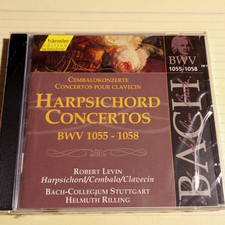 hänssler
CLASSIC
CEMBALOKONZERTE
CONCERTOS POUR CLAVECIN
HARPSICHORD
CONCERTOS
BWV 1055 - 1058
ROBERT LEVIN
Harpsichord/Cembalo/Clavecin
BACH-COLLEGIUM STUTTGART
HELMUTH RILLING
BWV
1055-1058
BACH